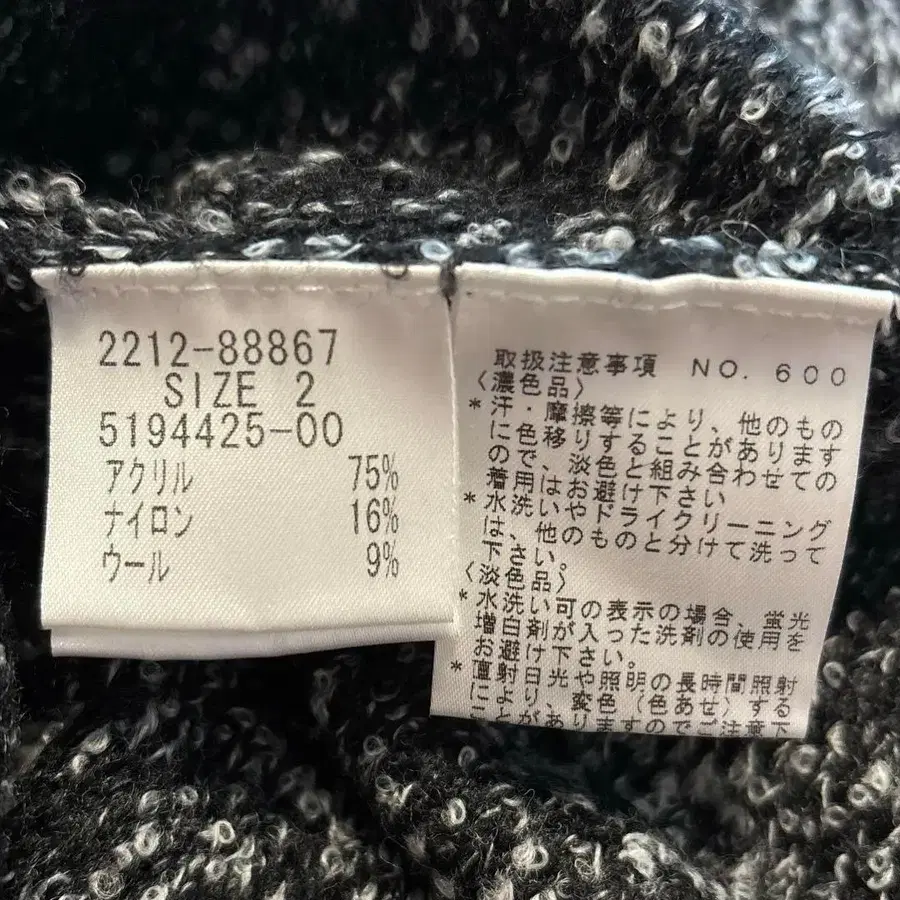 2212-88867
SIZE 2
5194425-00
アクリル 75%
ナイロン 16%
ウール 9%
取扱注意事項 NO. 600
〈濃色品〉
*汗・摩擦等により、他のもの
に色移りすることがあります
ので、淡色と組み合わせての
着用はお避け下さい
*水洗いやドライクリーニング
は、他のものと分けて洗って
下さい。
〈淡色品〉
*水洗い可の表示の場合、蛍光
増白剤が入った洗剤の使用を
お避け下さい。
*直射日光や照明の長時間照射
により、変色(色あせ)する
ことがありますのでご注意下